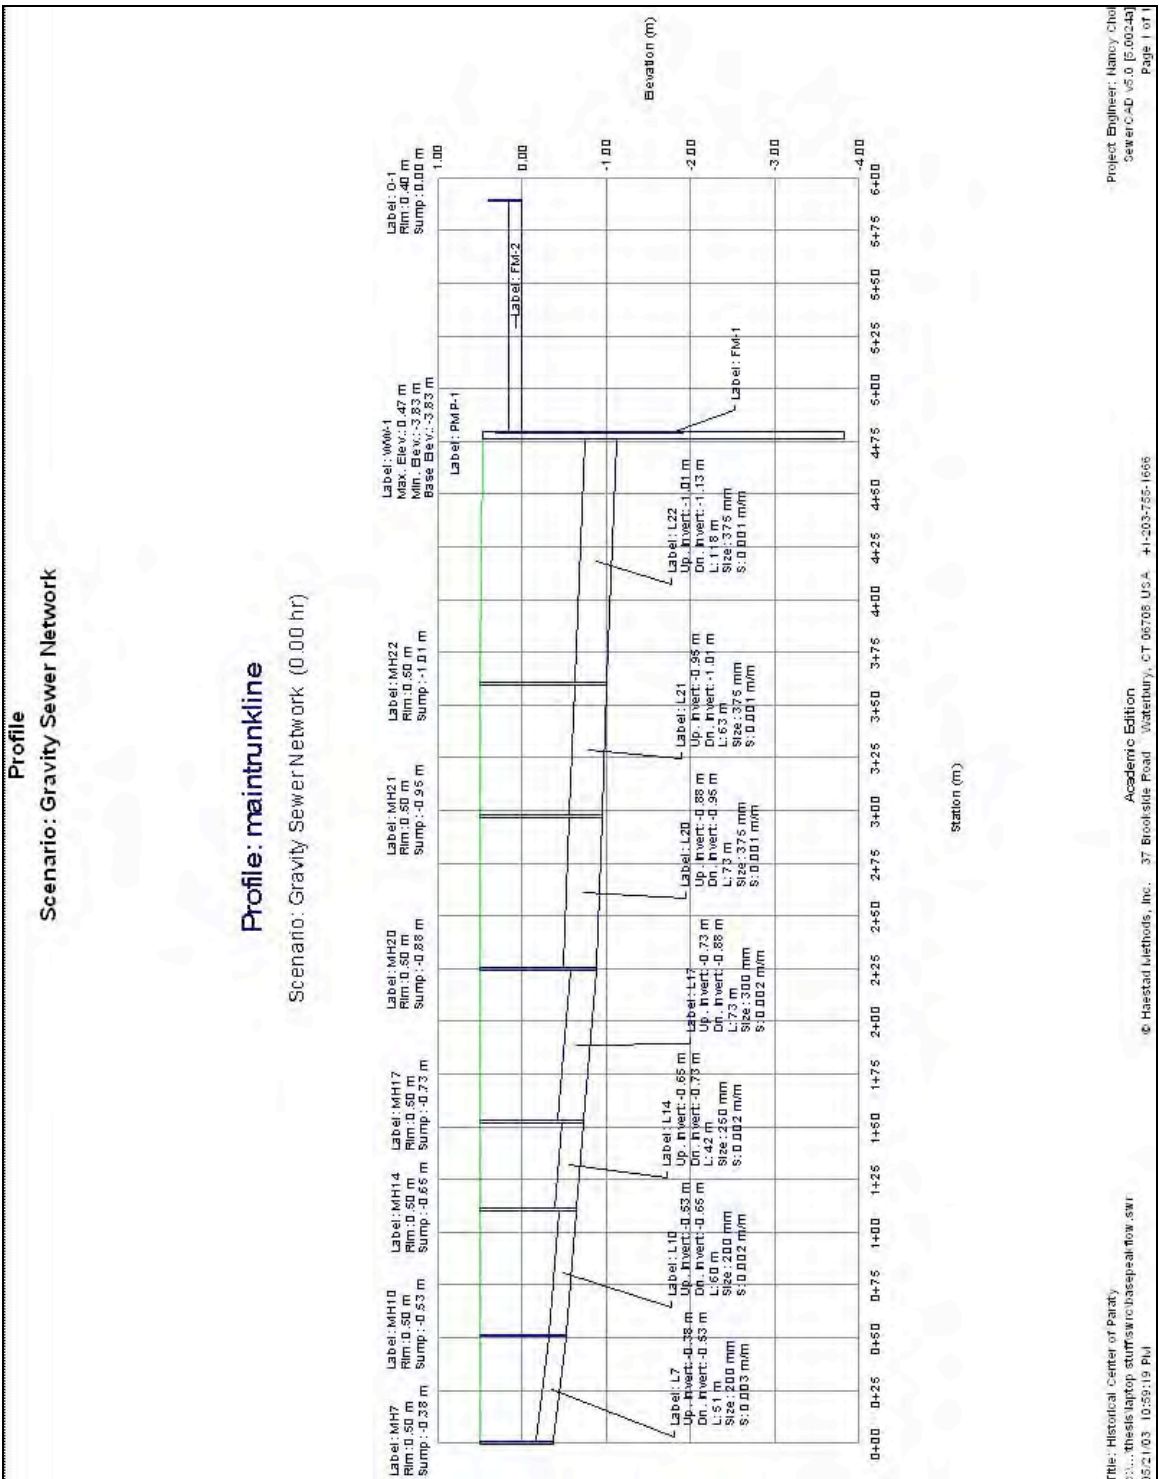 Profile
Scenario: Gravity Sewer Network
Profile: maintrunkline
Scenario: Gravity Sewer Network (0.00 hr)
Label: MH7
Rim: 0.50 m
Sump: -0.38 m
Label: MH10
Rim: 0.50 m
Sump: -0.53 m
Label: MH14
Rim: 0.50 m
Sump: -0.65 m
Label: MH17
Rim: 0.50 m
Sump: -0.73 m
Label: MH20
Rim: 0.50 m
Sump: -0.88 m
Label: MH21
Rim: 0.50 m
Sump: -0.95 m
Label: MH22
Rim: 0.50 m
Sump: -1.01 m
Label: WW-1
Max. Elev.: 0.47 m
Min. Elev.: -3.83 m
Base Elev.: -3.83 m
Label: PMP-1
Label: O-1
Rim: 0.40 m
Sump: 0.00 m
Label: FM-2
Label: FM-1
1.00
0.00
-1.00
-2.00
-3.00
-4.00
Elevation (m)
Label: L7
Up. Invert: -0.38 m
Dn. Invert: -0.53 m
L: 51 m
Size: 200 mm
S: 0.003 m/m
Label: L10
Up. Invert: -0.53 m
Dn. Invert: -0.65 m
L: 60 m
Size: 200 mm
S: 0.002 m/m
Label: L14
Up. Invert: -0.65 m
Dn. Invert: -0.73 m
L: 42 m
Size: 250 mm
S: 0.002 m/m
Label: L17
Up. Invert: -0.73 m
Dn. Invert: -0.88 m
L: 73 m
Size: 300 mm
S: 0.002 m/m
Label: L20
Up. Invert: -0.88 m
Dn. Invert: -0.95 m
L: 73 m
Size: 375 mm
S: 0.001 m/m
Label: L21
Up. Invert: -0.95 m
Dn. Invert: -1.01 m
L: 63 m
Size: 375 mm
S: 0.001 m/m
Label: L22
Up. Invert: -1.01 m
Dn. Invert: -1.13 m
L: 118 m
Size: 375 mm
S: 0.001 m/m
0+00 0+25 0+50 0+75 1+00 1+25 1+50 1+75 2+00 2+25 2+50 2+75 3+00 3+25 3+50 3+75 4+00 4+25 4+50 4+75 5+00 5+25 5+50 5+75 6+00
Station (m)
Title: Historical Center of Paraty
\...\thesis\laptop stuff\swrc\basepeakflow.swr
05/21/03 10:59:19 PM
Academic Edition
© Haestad Methods, Inc. 37 Brookside Road Waterbury, CT 06708 USA +1-203-755-1666
Project Engineer: Nancy Choi
SewerCAD v5.0 [5.0024a]
Page 1 of 1